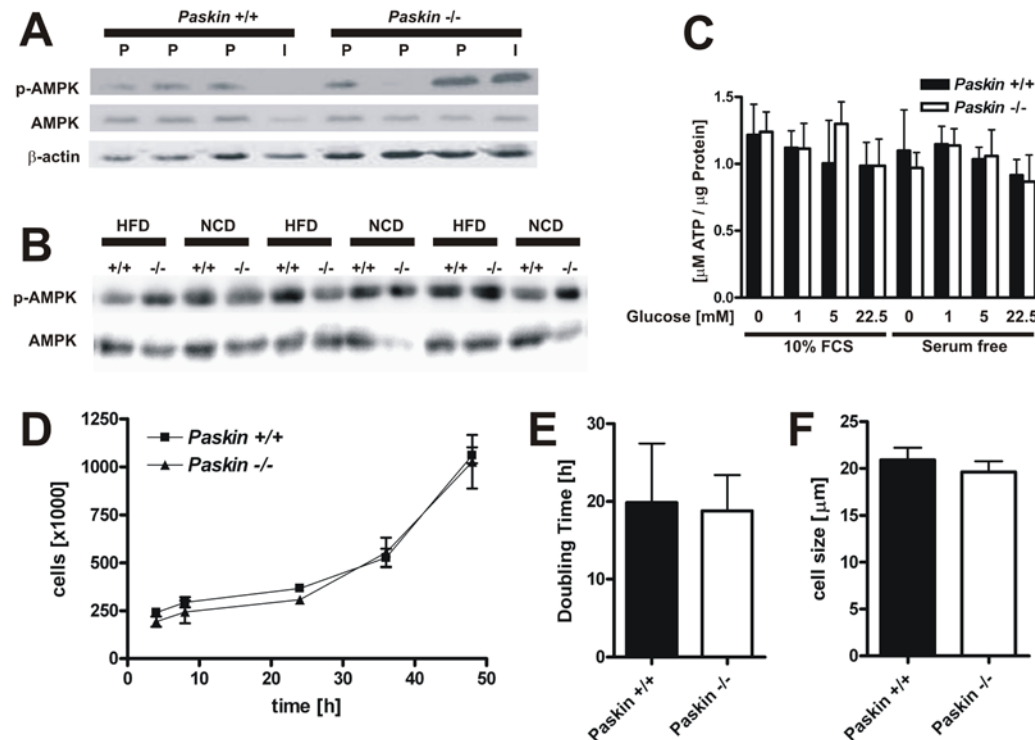 A
Paskin +/+
Paskin -/-
P P P I P P P I
p-AMPK
AMPK
β-actin
B
HFD NCD HFD NCD HFD NCD
+/+ -/- +/+ -/- +/+ -/- +/+ -/- +/+ -/- +/+ -/-
p-AMPK
AMPK
C
Paskin +/+
Paskin -/-
[µM ATP / µg Protein]
1.5
1.0
0.5
0.0
Glucose [mM] 0 1 5 22.5 0 1 5 22.5
10% FCS Serum free
D
Paskin +/+
Paskin -/-
cells [x1000]
1250
1000
750
500
250
0
0 10 20 30 40 50
time [h]
E
Doubling Time [h]
30
20
10
0
Paskin +/+
Paskin -/-
F
cell size [µm]
25
20
15
10
5
0
Paskin +/+
Paskin -/-